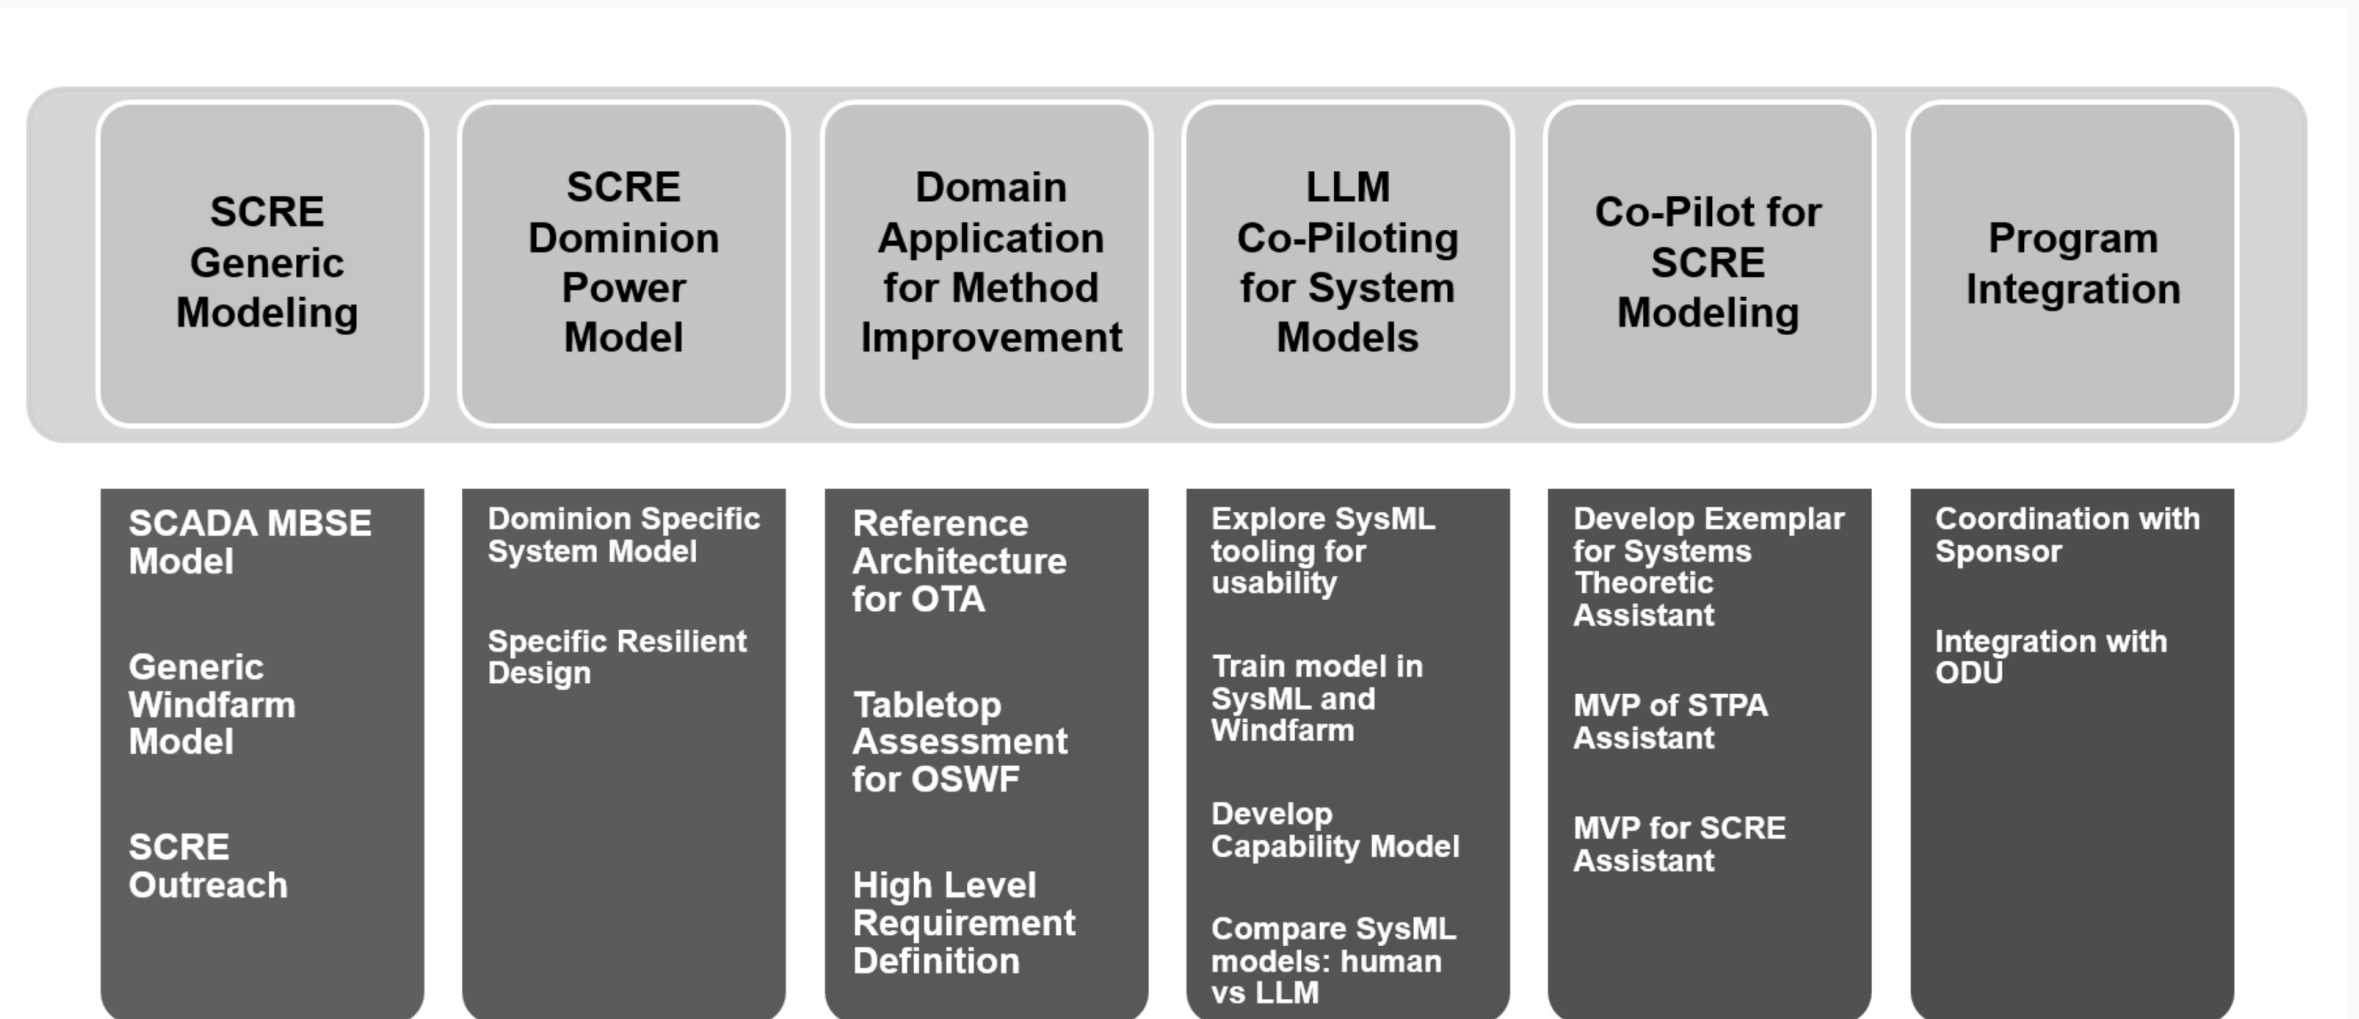 SCRE
Generic
Modeling
SCRE
Dominion
Power
Model
Domain
Application
for Method
Improvement
LLM
Co-Piloting
for System
Models
Co-Pilot for
SCRE
Modeling
Program
Integration
SCADA MBSE
Model
Generic
Windfarm
Model
SCRE
Outreach
Dominion Specific
System Model
Specific Resilient
Design
Reference
Architecture
for OTA
Tabletop
Assessment
for OSWF
High Level
Requirement
Definition
Explore SysML
tooling for
usability
Train model in
SysML and
Windfarm
Develop
Capability Model
Compare SysML
models: human
vs LLM
Develop Exemplar
for Systems
Theoretic
Assistant
MVP of STPA
Assistant
MVP for SCRE
Assistant
Coordination with
Sponsor
Integration with
ODU